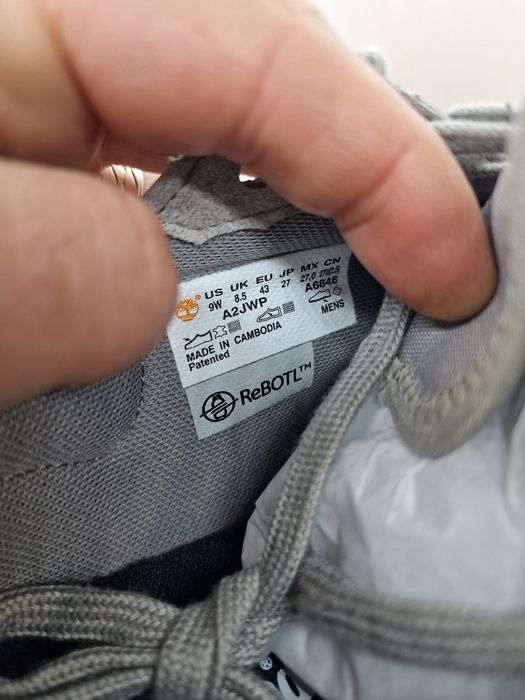 US UK EU JP MX CN
9W 8.5 43 27 27,0 270(2.5)
A2JWP A6846
MENS
MADE IN CAMBODIA
Patented
ReBOTL™
®